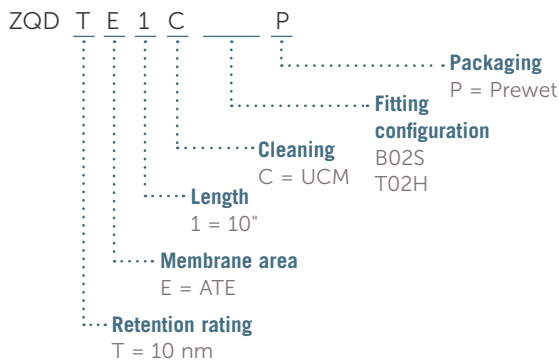 ZQD T E 1 C P
Packaging
P = Prewet
Fitting
configuration
B02S
T02H
Cleaning
C = UCM
Length
1 = 10"
Membrane area
E = ATE
Retention rating
T = 10 nm